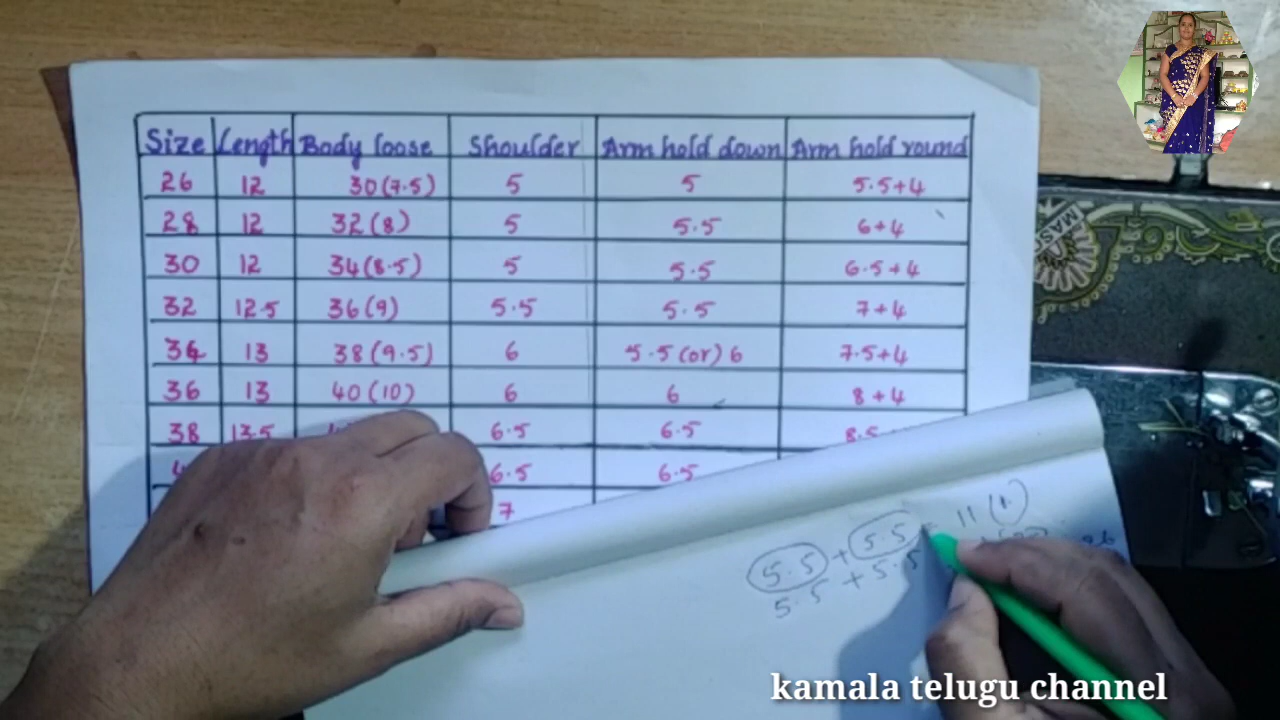 Size Length Body loose Shoulder Arm hold down Arm hold round
26 12 30(7.5) 5 5 5.5+4
28 12 32(8) 5 5.5 6+4
30 12 34(8.5) 5 5.5 6.5+4
32 12.5 36(9) 5.5 5.5 7+4
34 13 38(9.5) 6 5.5(or)6 7.5+4
36 13 40(10) 6 6 8+4
38 13.5 6.5 6.5 8.5
6.5 6.5
7
5.5 + 5.5 = 11
5.5 + 5.5
kamala telugu channel